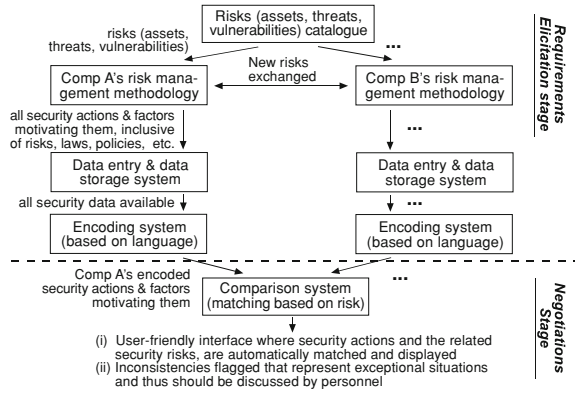 Risks (assets, threats,
vulnerabilities) catalogue
risks (assets,
threats, vulnerabilities)
...
Comp A's risk mana-
gement methodology
New risks
exchanged
Comp B's risk mana-
gement methodology
all security actions & factors
motivating them, inclusive
of risks, laws, policies, etc.
...
Data entry & data
storage system
Data entry & data
storage system
all security data available
...
Encoding system
(based on language)
Encoding system
(based on language)
Requirements
Elicitation stage
Comp A's encoded
security actions & factors
motivating them
Comparison system
(matching based on risk)
...
(i) User-friendly interface where security actions and the related
security risks, are automatically matched and displayed
(ii) Inconsistencies flagged that represent exceptional situations
and thus should be discussed by personnel
Negotiations
Stage